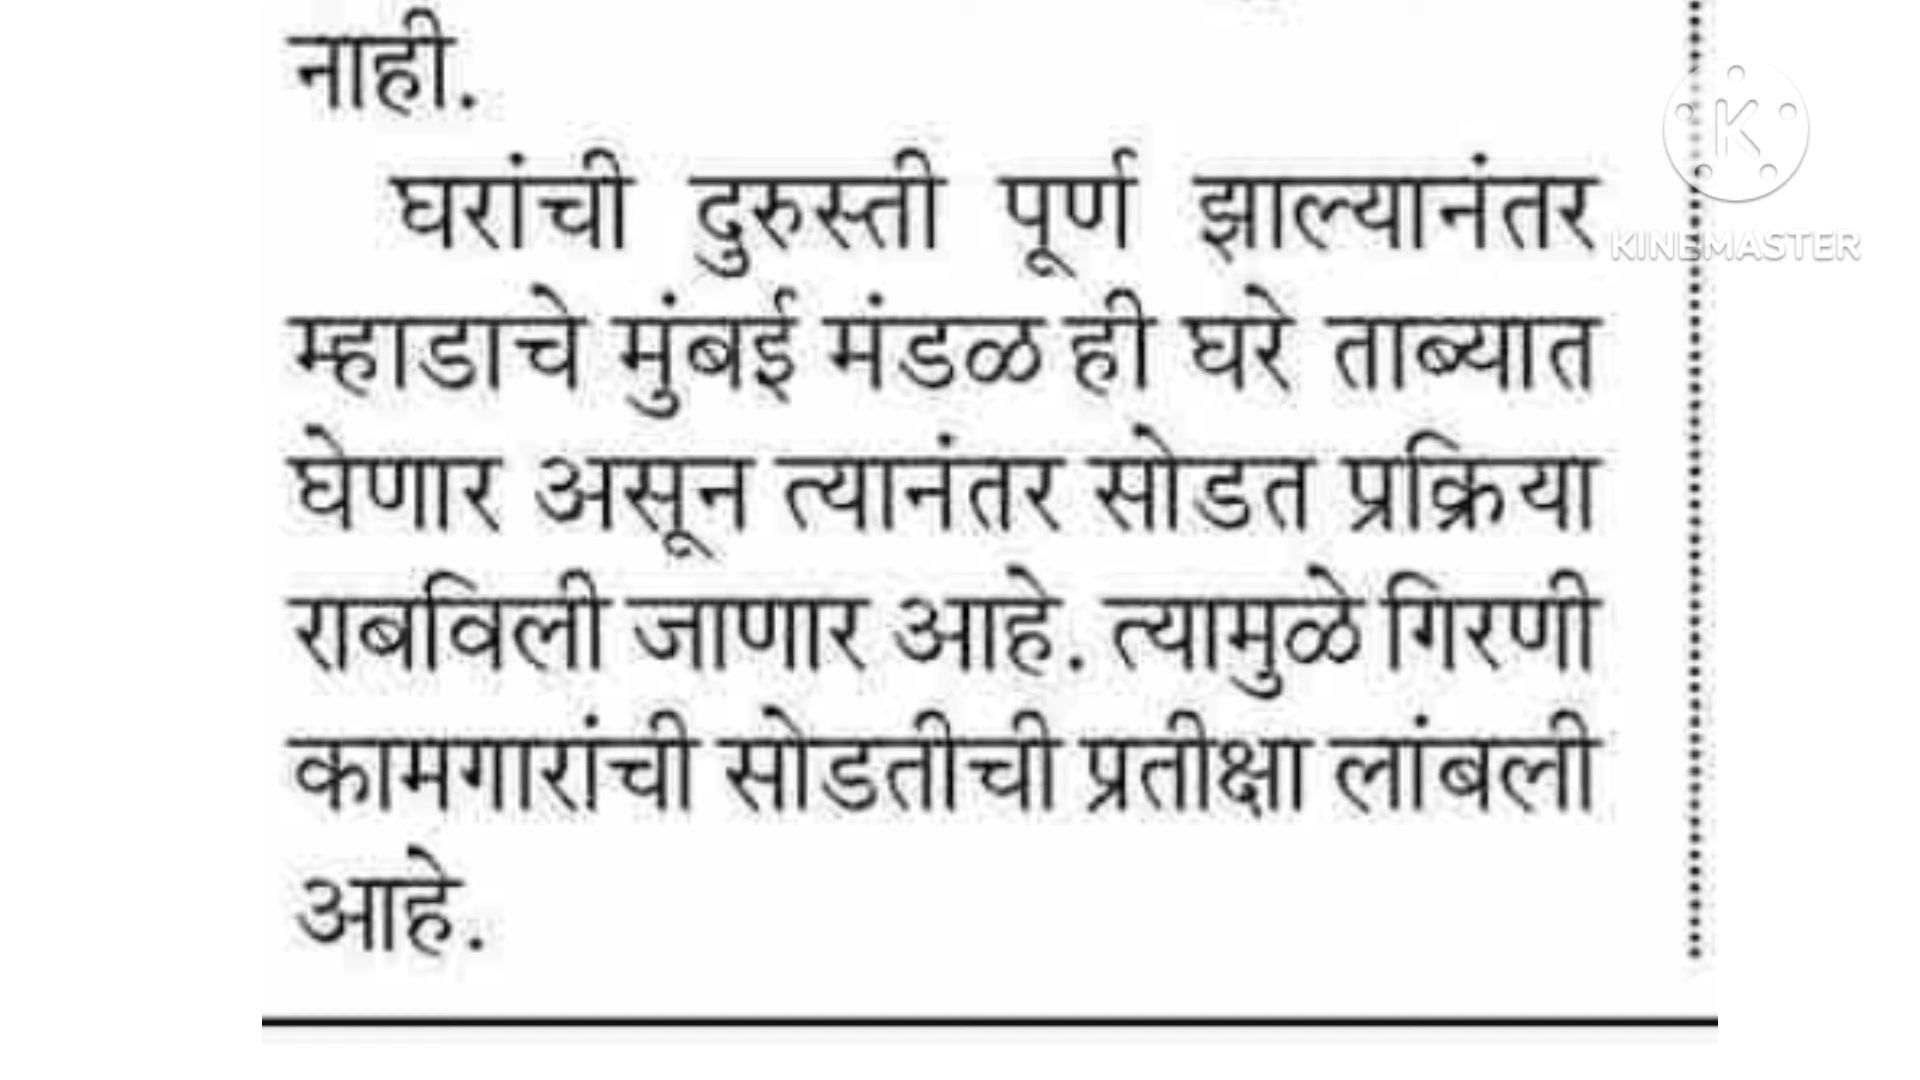 नाही.
घरांची दुरुस्ती पूर्ण झाल्यानंतर
म्हाडाचे मुंबई मंडळ ही घरे ताब्यात
घेणार असून त्यानंतर सोडत प्रक्रिया
राबविली जाणार आहे. त्यामुळे गिरणी
कामगारांची सोडतीची प्रतीक्षा लांबली
आहे.
K
KINEMASTER